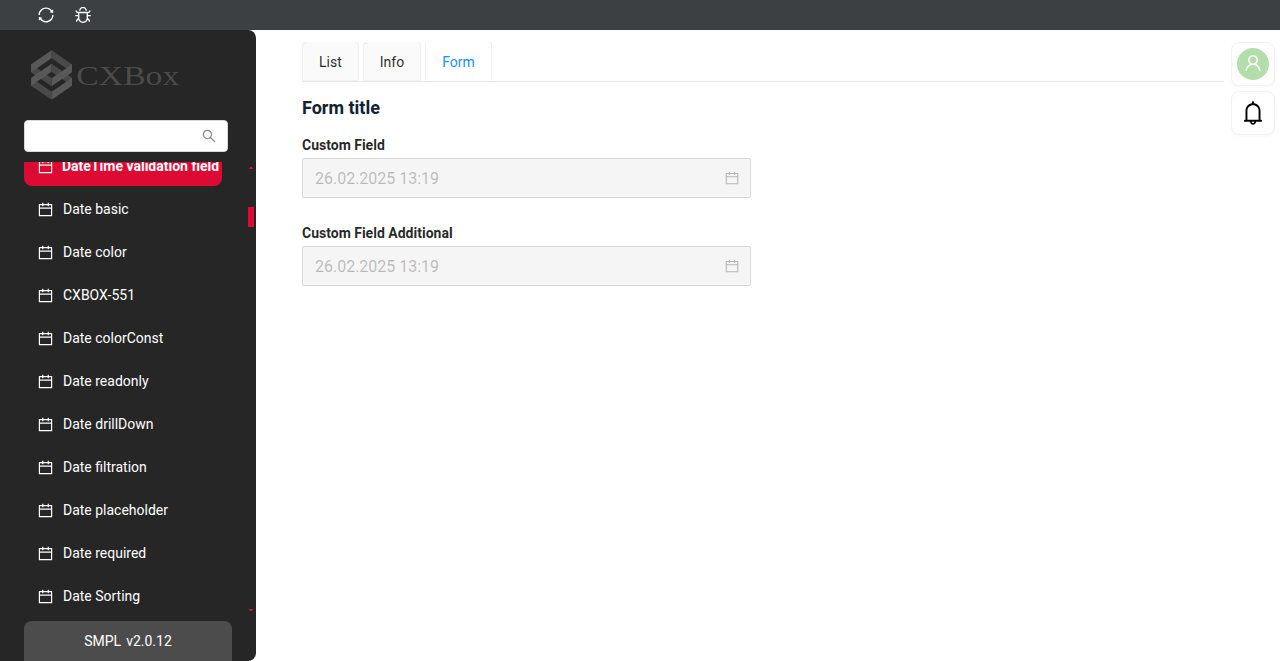 CXBox
DateTime validation field
Date basic
Date color
CXBOX-551
Date colorConst
Date readonly
Date drillDown
Date filtration
Date placeholder
Date required
Date Sorting
SMPL v2.0.12
List Info Form
Form title
Custom Field
26.02.2025 13:19
Custom Field Additional
26.02.2025 13:19